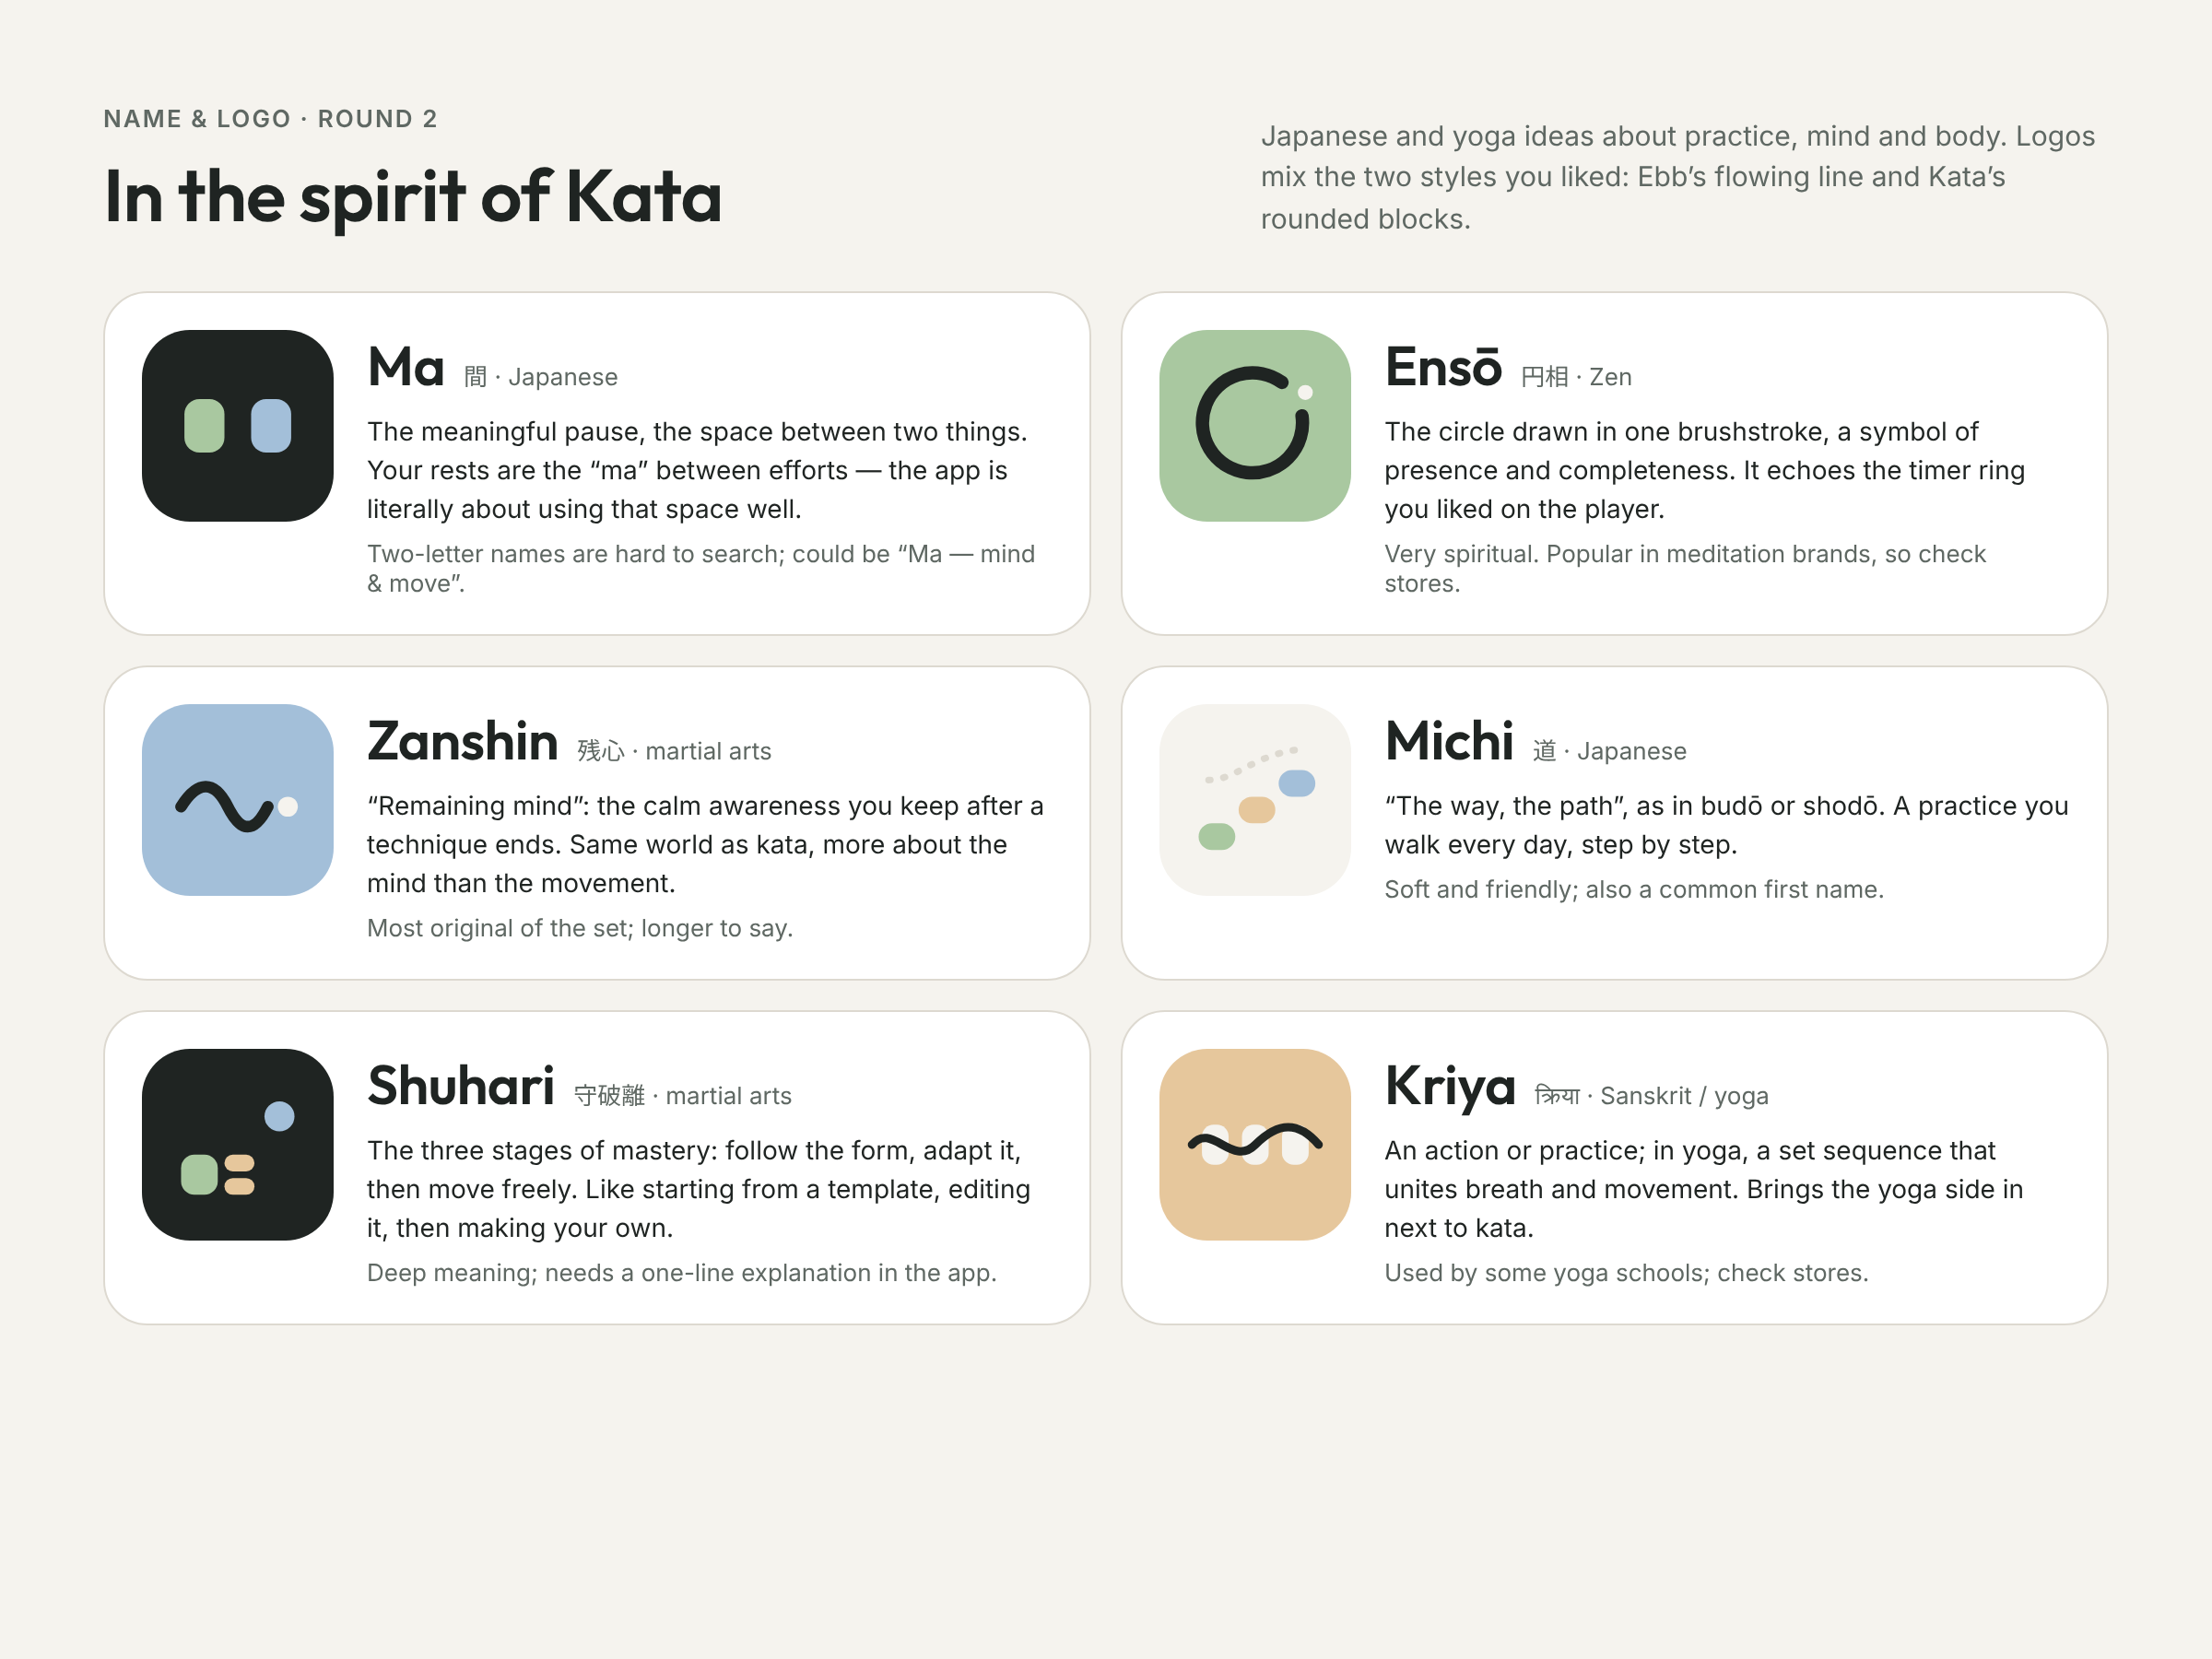 NAME & LOGO · ROUND 2
In the spirit of Kata
Japanese and yoga ideas about practice, mind and body. Logos
mix the two styles you liked: Ebb’s flowing line and Kata’s
rounded blocks.
Ma 間 · Japanese
The meaningful pause, the space between two things.
Your rests are the “ma” between efforts — the app is
literally about using that space well.
Two-letter names are hard to search; could be “Ma — mind
& move”.
Ensō 円相 · Zen
The circle drawn in one brushstroke, a symbol of
presence and completeness. It echoes the timer ring
you liked on the player.
Very spiritual. Popular in meditation brands, so check
stores.
Zanshin 残心 · martial arts
“Remaining mind”: the calm awareness you keep after a
technique ends. Same world as kata, more about the
mind than the movement.
Most original of the set; longer to say.
Michi 道 · Japanese
“The way, the path”, as in budō or shodō. A practice you
walk every day, step by step.
Soft and friendly; also a common first name.
Shuhari 守破離 · martial arts
The three stages of mastery: follow the form, adapt it,
then move freely. Like starting from a template, editing
it, then making your own.
Deep meaning; needs a one-line explanation in the app.
Kriya क्रिया · Sanskrit / yoga
An action or practice; in yoga, a set sequence that
unites breath and movement. Brings the yoga side in
next to kata.
Used by some yoga schools; check stores.